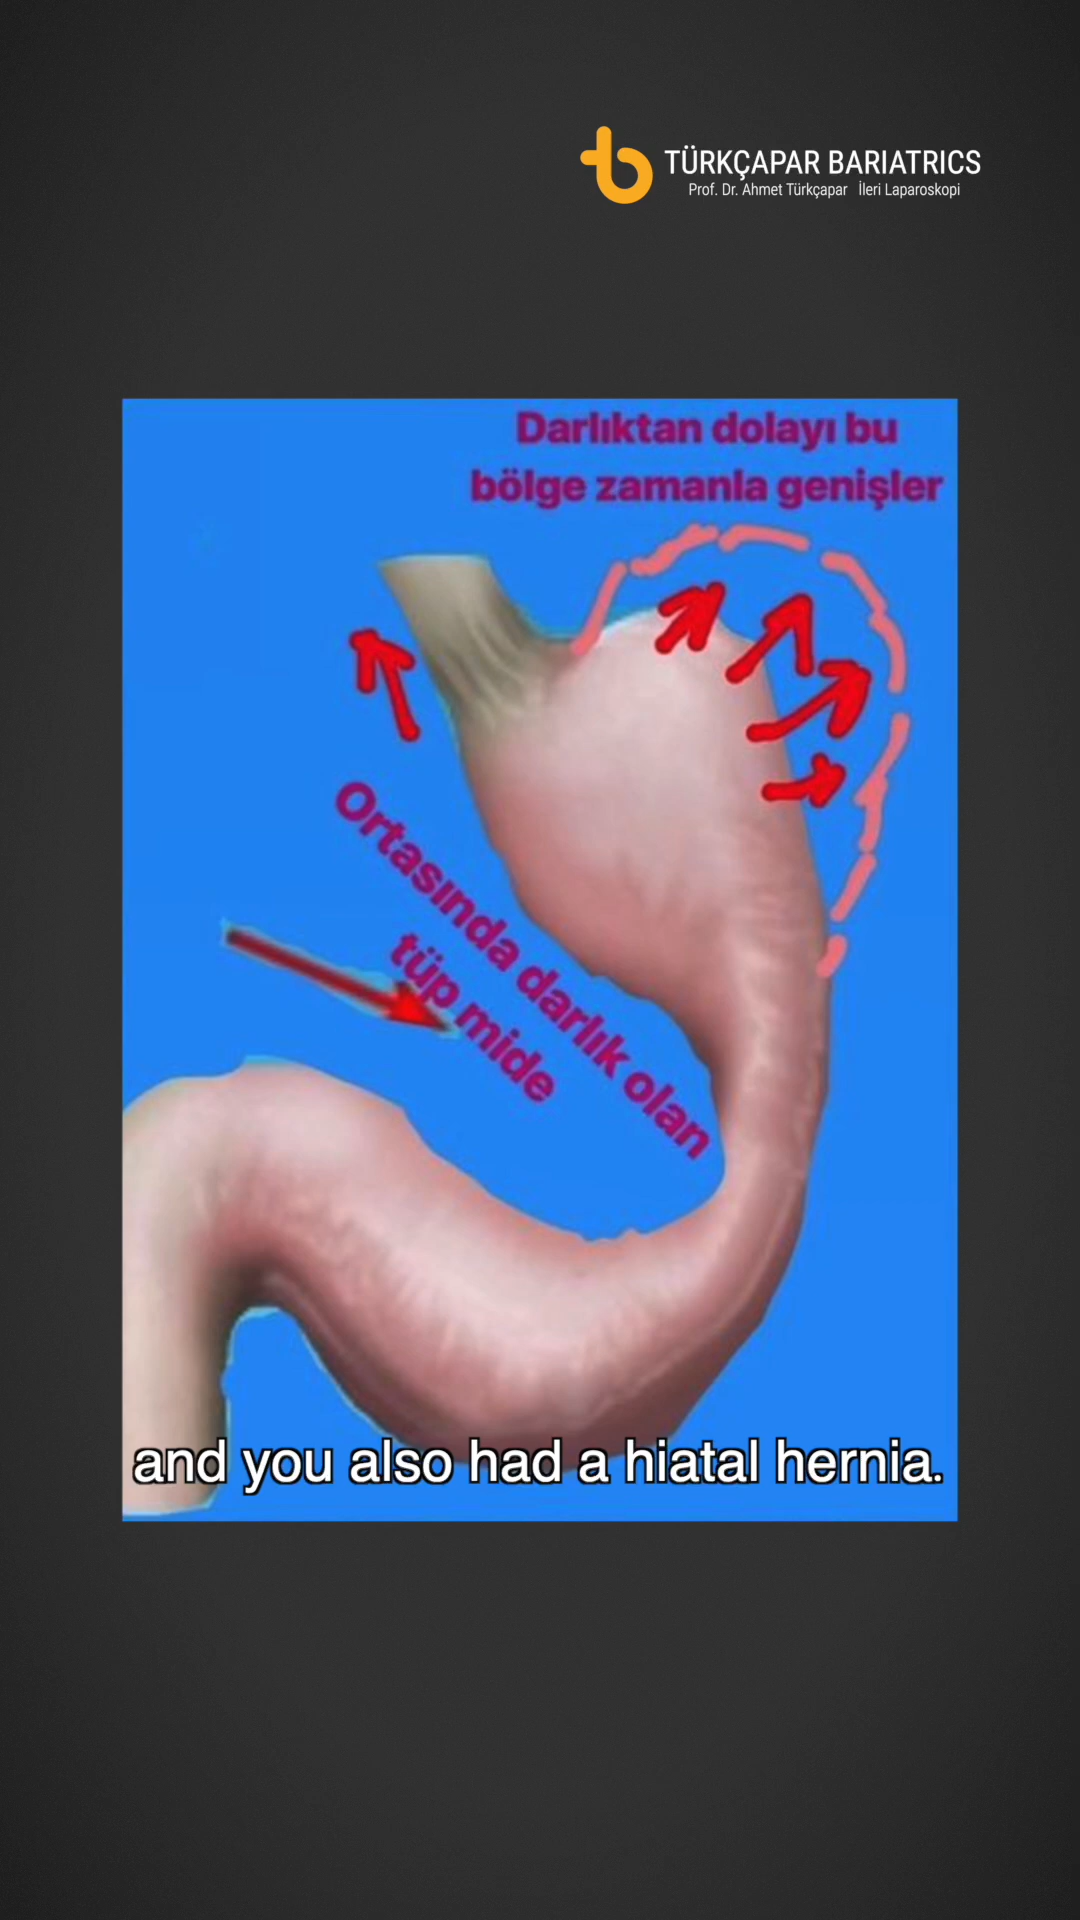 TÜRKÇAPAR BARIATRICS
Prof. Dr. Ahmet Türkçapar İleri Laparoskopi
Darlıktan dolayı bu
bölge zamanla genişler
Ortasında darlık olan
tüp mide
and you also had a hiatal hernia.